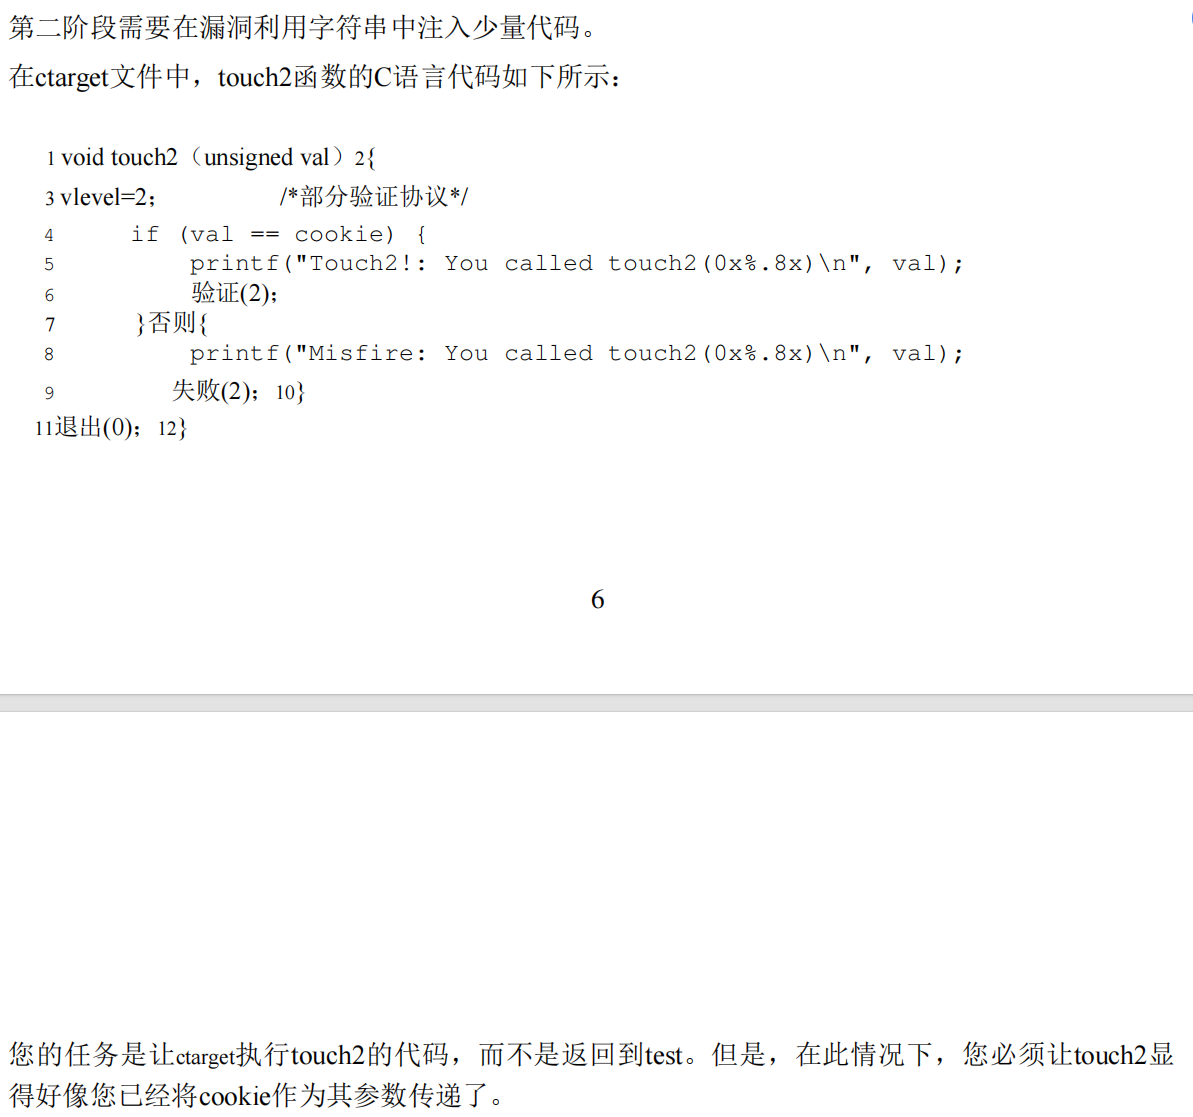 第二阶段需要在漏洞利用字符串中注入少量代码。
在ctarget文件中，touch2函数的C语言代码如下所示：
1 void touch2（unsigned val）2{
3 vlevel=2； /*部分验证协议*/
4 if (val == cookie) {
5 printf("Touch2!: You called touch2(0x%.8x)\n", val);
6 验证(2)；
7 }否则{
8 printf("Misfire: You called touch2(0x%.8x)\n", val);
9 失败(2)；10}
11退出(0)；12}
6
您的任务是让ctarget执行touch2的代码，而不是返回到test。但是，在此情况下，您必须让touch2显
得好像您已经将cookie作为其参数传递了。